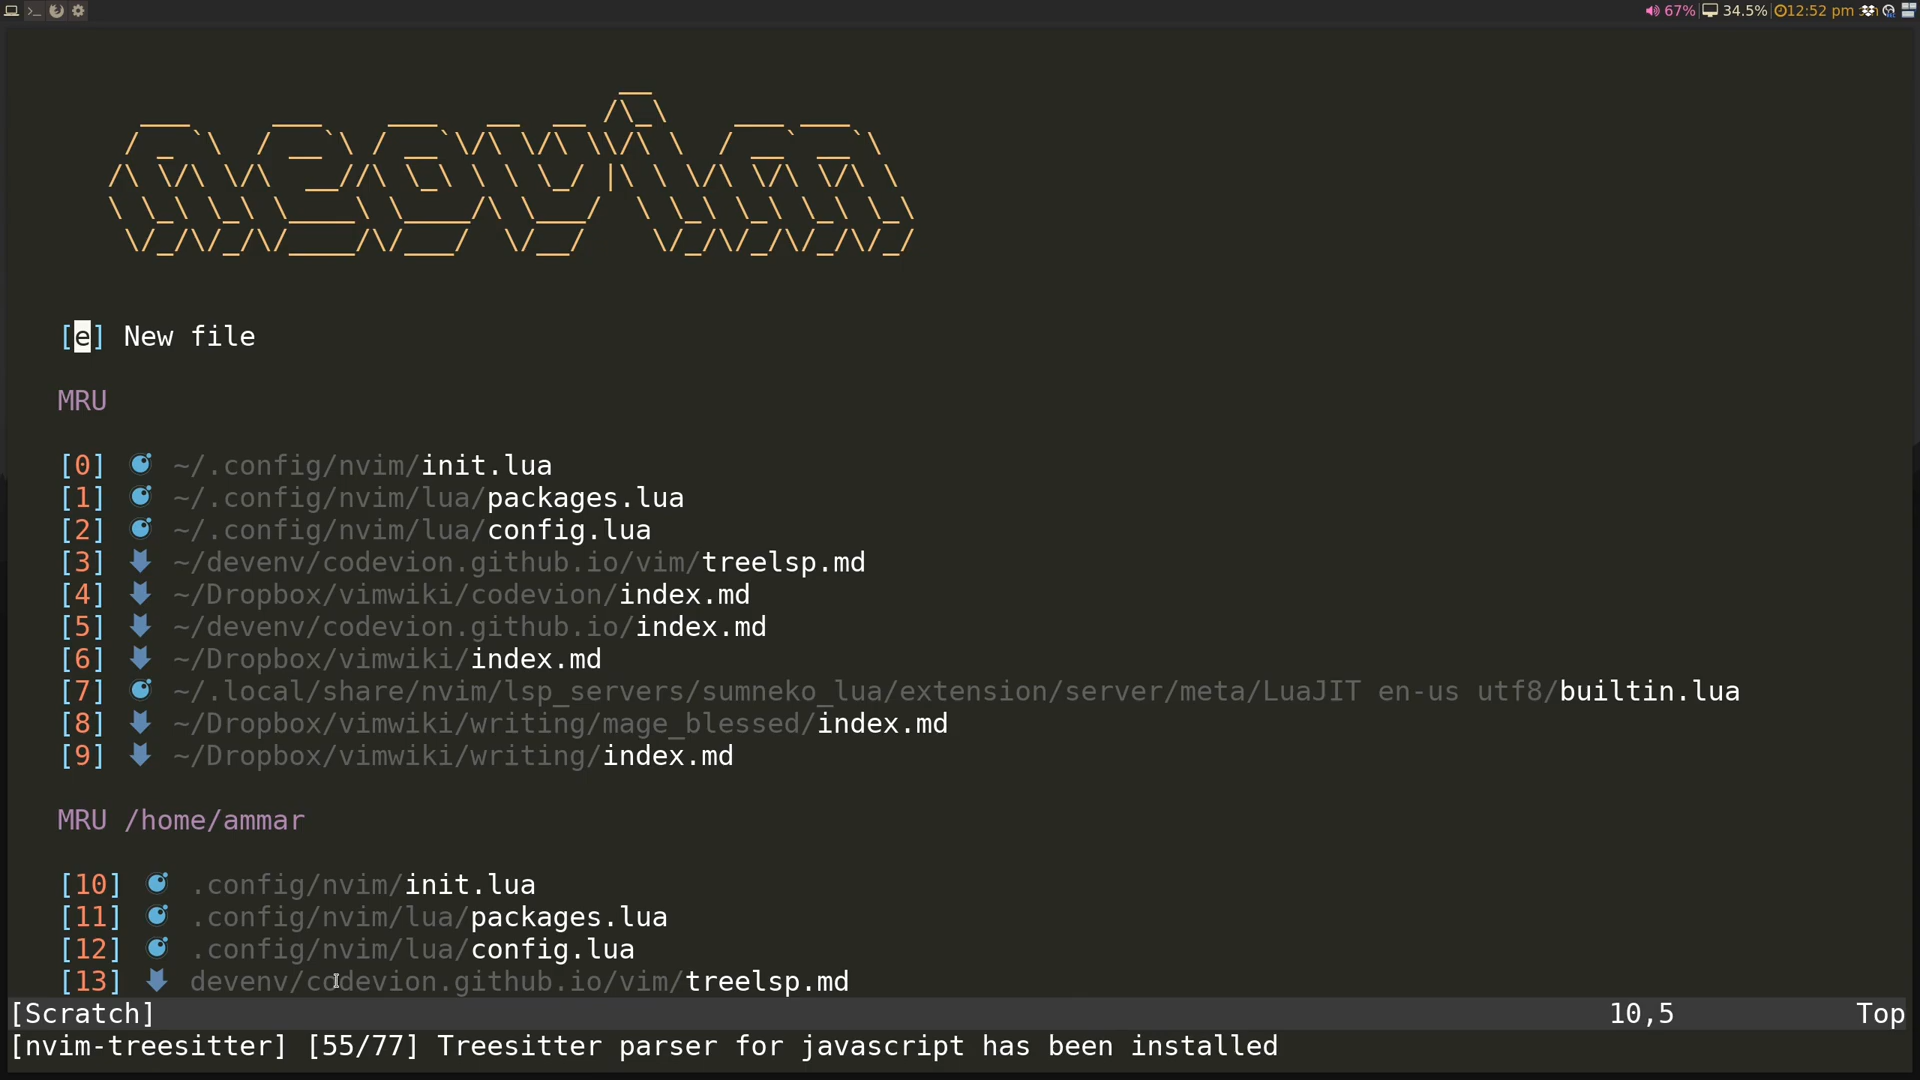 67% 34.5% 12:52 pm
neovim
[e] New file
MRU
[0] ~/.config/nvim/init.lua
[1] ~/.config/nvim/lua/packages.lua
[2] ~/.config/nvim/lua/config.lua
[3] ~/devenv/codevion.github.io/vim/treelsp.md
[4] ~/Dropbox/vimwiki/codevion/index.md
[5] ~/devenv/codevion.github.io/index.md
[6] ~/Dropbox/vimwiki/index.md
[7] ~/.local/share/nvim/lsp_servers/sumneko_lua/extension/server/meta/LuaJIT en-us utf8/builtin.lua
[8] ~/Dropbox/vimwiki/writing/mage_blessed/index.md
[9] ~/Dropbox/vimwiki/writing/index.md
MRU /home/ammar
[10] .config/nvim/init.lua
[11] .config/nvim/lua/packages.lua
[12] .config/nvim/lua/config.lua
[13] devenv/codevion.github.io/vim/treelsp.md
[Scratch] 10,5 Top
[nvim-treesitter] [55/77] Treesitter parser for javascript has been installed